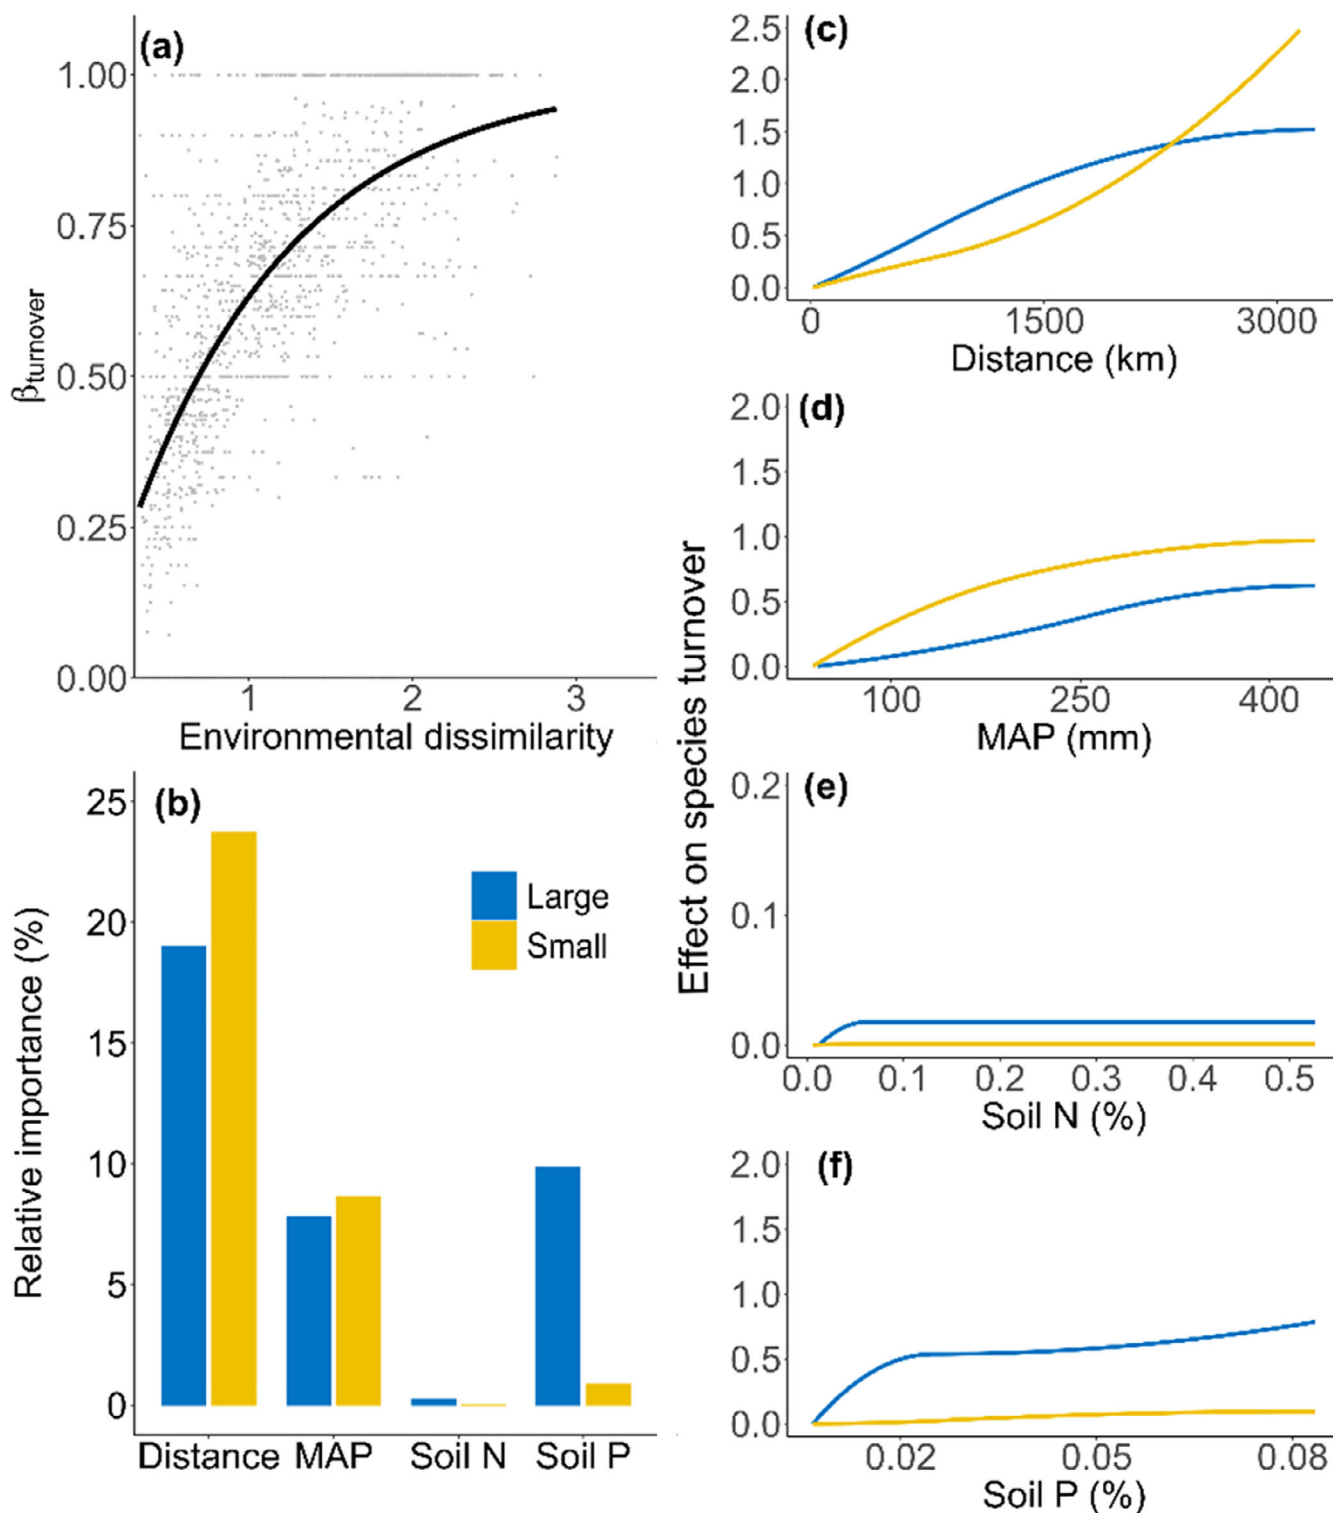 (a)
1.00
0.75
0.50
0.25
0.00
βturnover
1 2 3
Environmental dissimilarity
(b)
25
20
15
10
5
0
Relative importance (%)
Large
Small
Distance MAP Soil N Soil P
Effect on species turnover
(c)
2.5
2.0
1.5
1.0
0.5
0.0
0 1500 3000
Distance (km)
(d)
2.0
1.5
1.0
0.5
0.0
100 250 400
MAP (mm)
(e)
0.2
0.1
0.0
0.0 0.1 0.2 0.3 0.4 0.5
Soil N (%)
(f)
2.0
1.5
1.0
0.5
0.0
0.02 0.05 0.08
Soil P (%)